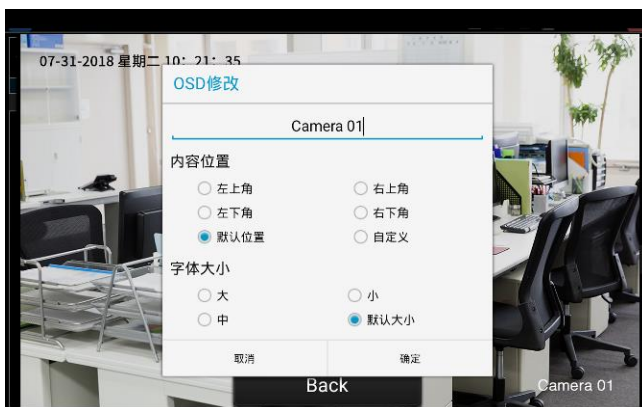 07-31-2018 星期二 10: 21: 35
OSD修改
Camera 01
内容位置
左上角 右上角
左下角 右下角
默认位置 自定义
字体大小
大 小
中 默认大小
取消 确定
Back
Camera 01